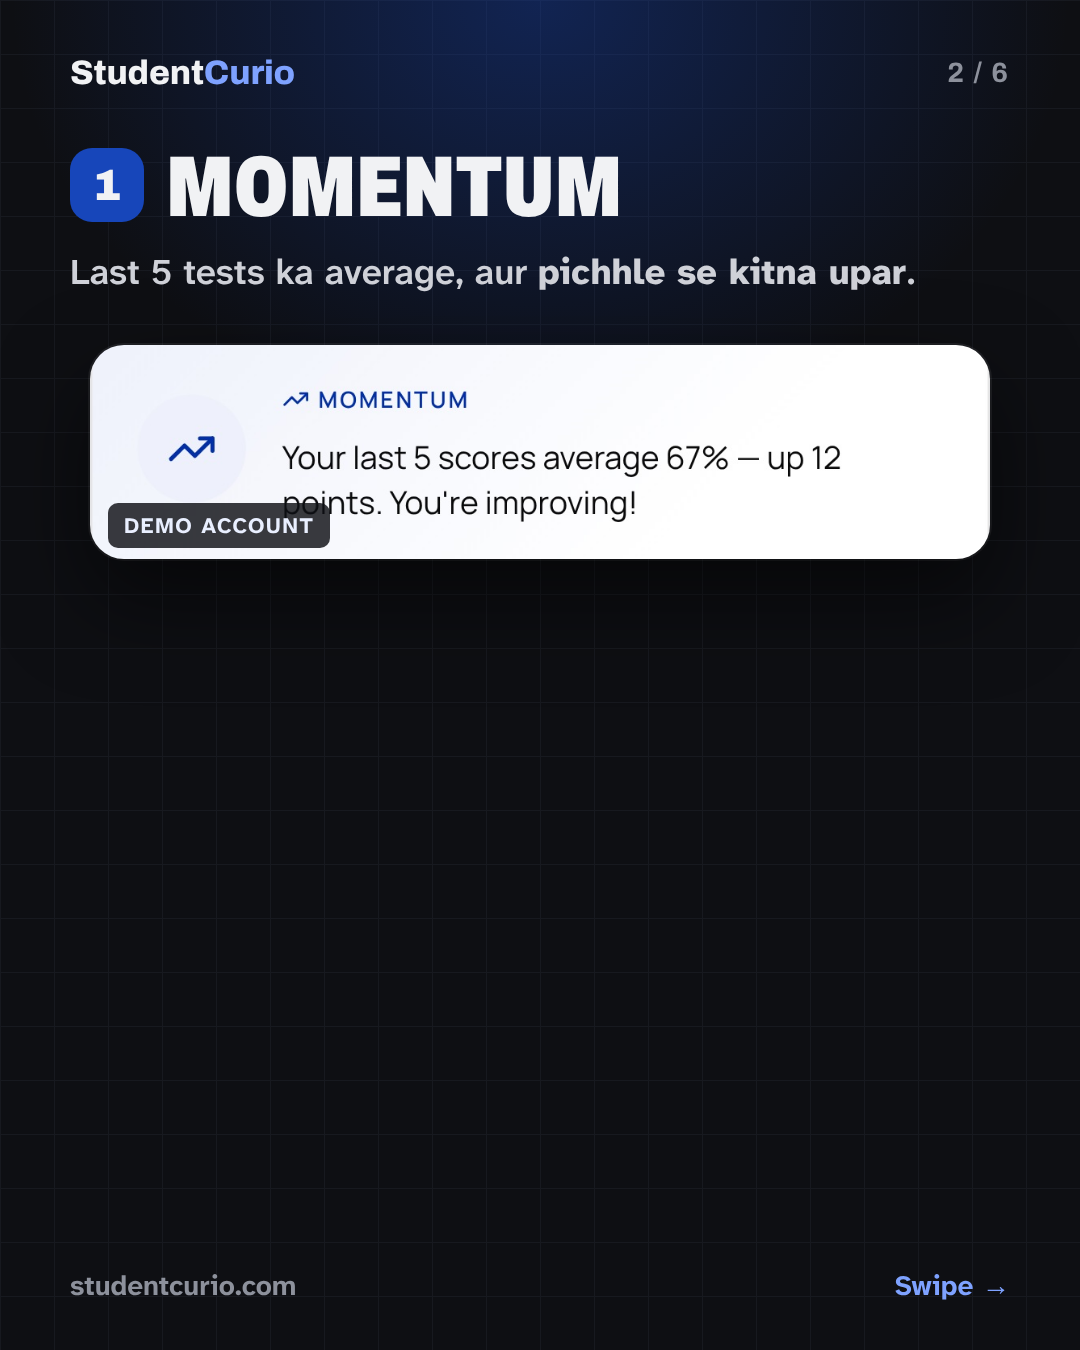 StudentCurio
2 / 6
1 MOMENTUM
Last 5 tests ka average, aur pichhle se kitna upar.
MOMENTUM
Your last 5 scores average 67% — up 12
points. You're improving!
DEMO ACCOUNT
studentcurio.com
Swipe →